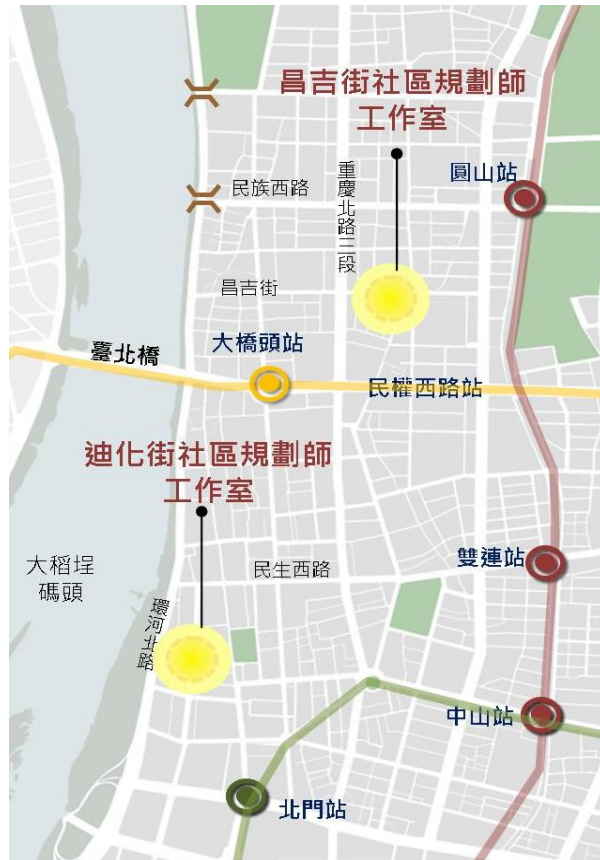 昌吉街社區規劃師
工作室
圓山站
民族西路
重慶北路三段
昌吉街
大橋頭站
臺北橋
民權西路站
迪化街社區規劃師
工作室
大稻埕
碼頭
民生西路
雙連站
環河北路
中山站
北門站